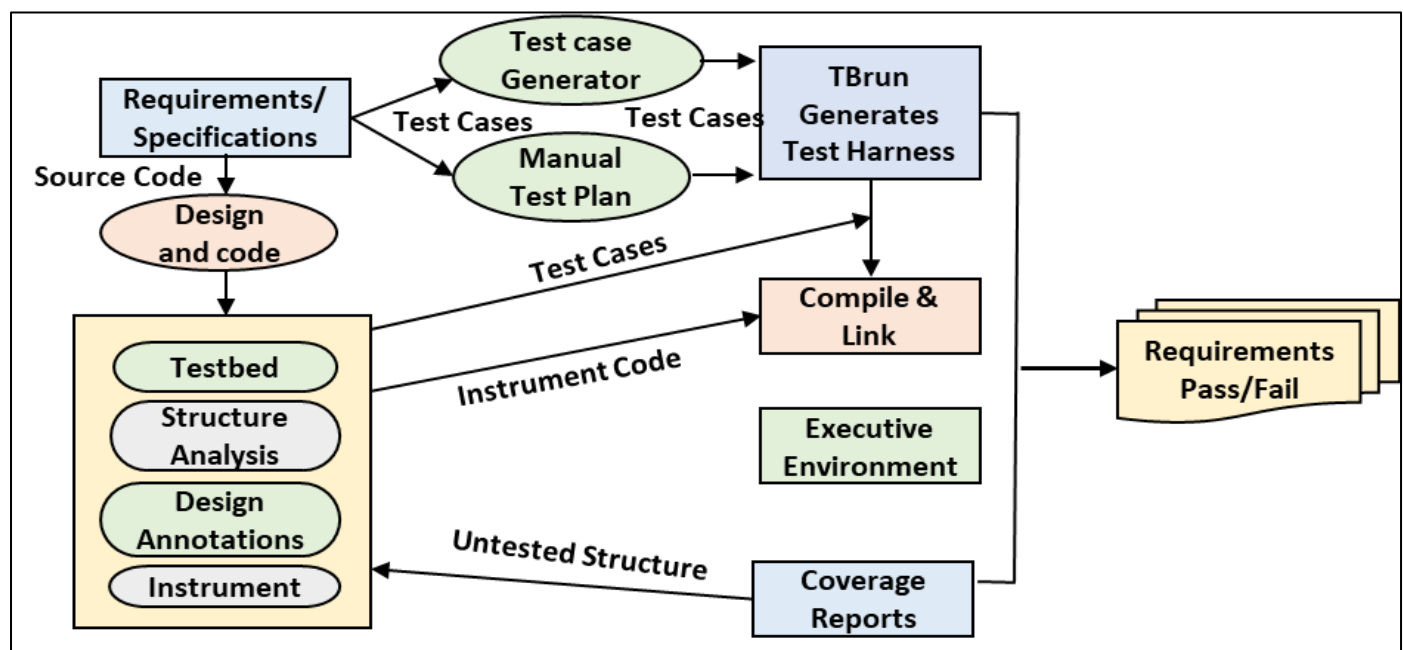 Test case
Generator
TBrun
Generates
Test Harness
Requirements/
Specifications
Test Cases
Test Cases
Manual
Test Plan
Source Code
Design
and code
Test Cases
Compile &
Link
Instrument Code
Requirements
Pass/Fail
Testbed
Structure
Analysis
Design
Annotations
Instrument
Executive
Environment
Untested Structure
Coverage
Reports